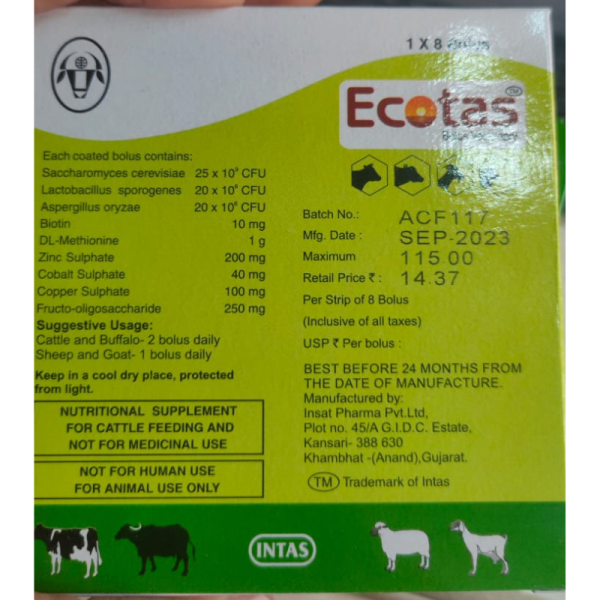 1 X 8 Bolus
Ecotas TM
Each coated bolus contains:
Saccharomyces cerevisiae 25 x 10⁹ CFU
Lactobacillus sporogenes 20 x 10⁶ CFU
Aspergillus oryzae 20 x 10⁶ CFU
Biotin 10 mg
DL-Methionine 1 g
Zinc Sulphate 200 mg
Cobalt Sulphate 40 mg
Copper Sulphate 100 mg
Fructo-oligosaccharide 250 mg
Suggestive Usage:
Cattle and Buffalo- 2 bolus daily
Sheep and Goat- 1 bolus daily
Keep in a cool dry place, protected
from light.
NUTRITIONAL SUPPLEMENT
FOR CATTLE FEEDING AND
NOT FOR MEDICINAL USE
NOT FOR HUMAN USE
FOR ANIMAL USE ONLY
Batch No.: ACF117
Mfg. Date : SEP-2023
Maximum 115.00
Retail Price ₹ : 14.37
Per Strip of 8 Bolus
(Inclusive of all taxes)
USP ₹ Per bolus :
BEST BEFORE 24 MONTHS FROM
THE DATE OF MANUFACTURE.
Manufactured by:
Insat Pharma Pvt.Ltd,
Plot no. 45/A G.I.D.C. Estate,
Kansari- 388 630
Khambhat -(Anand),Gujarat.
TM Trademark of Intas
INTAS